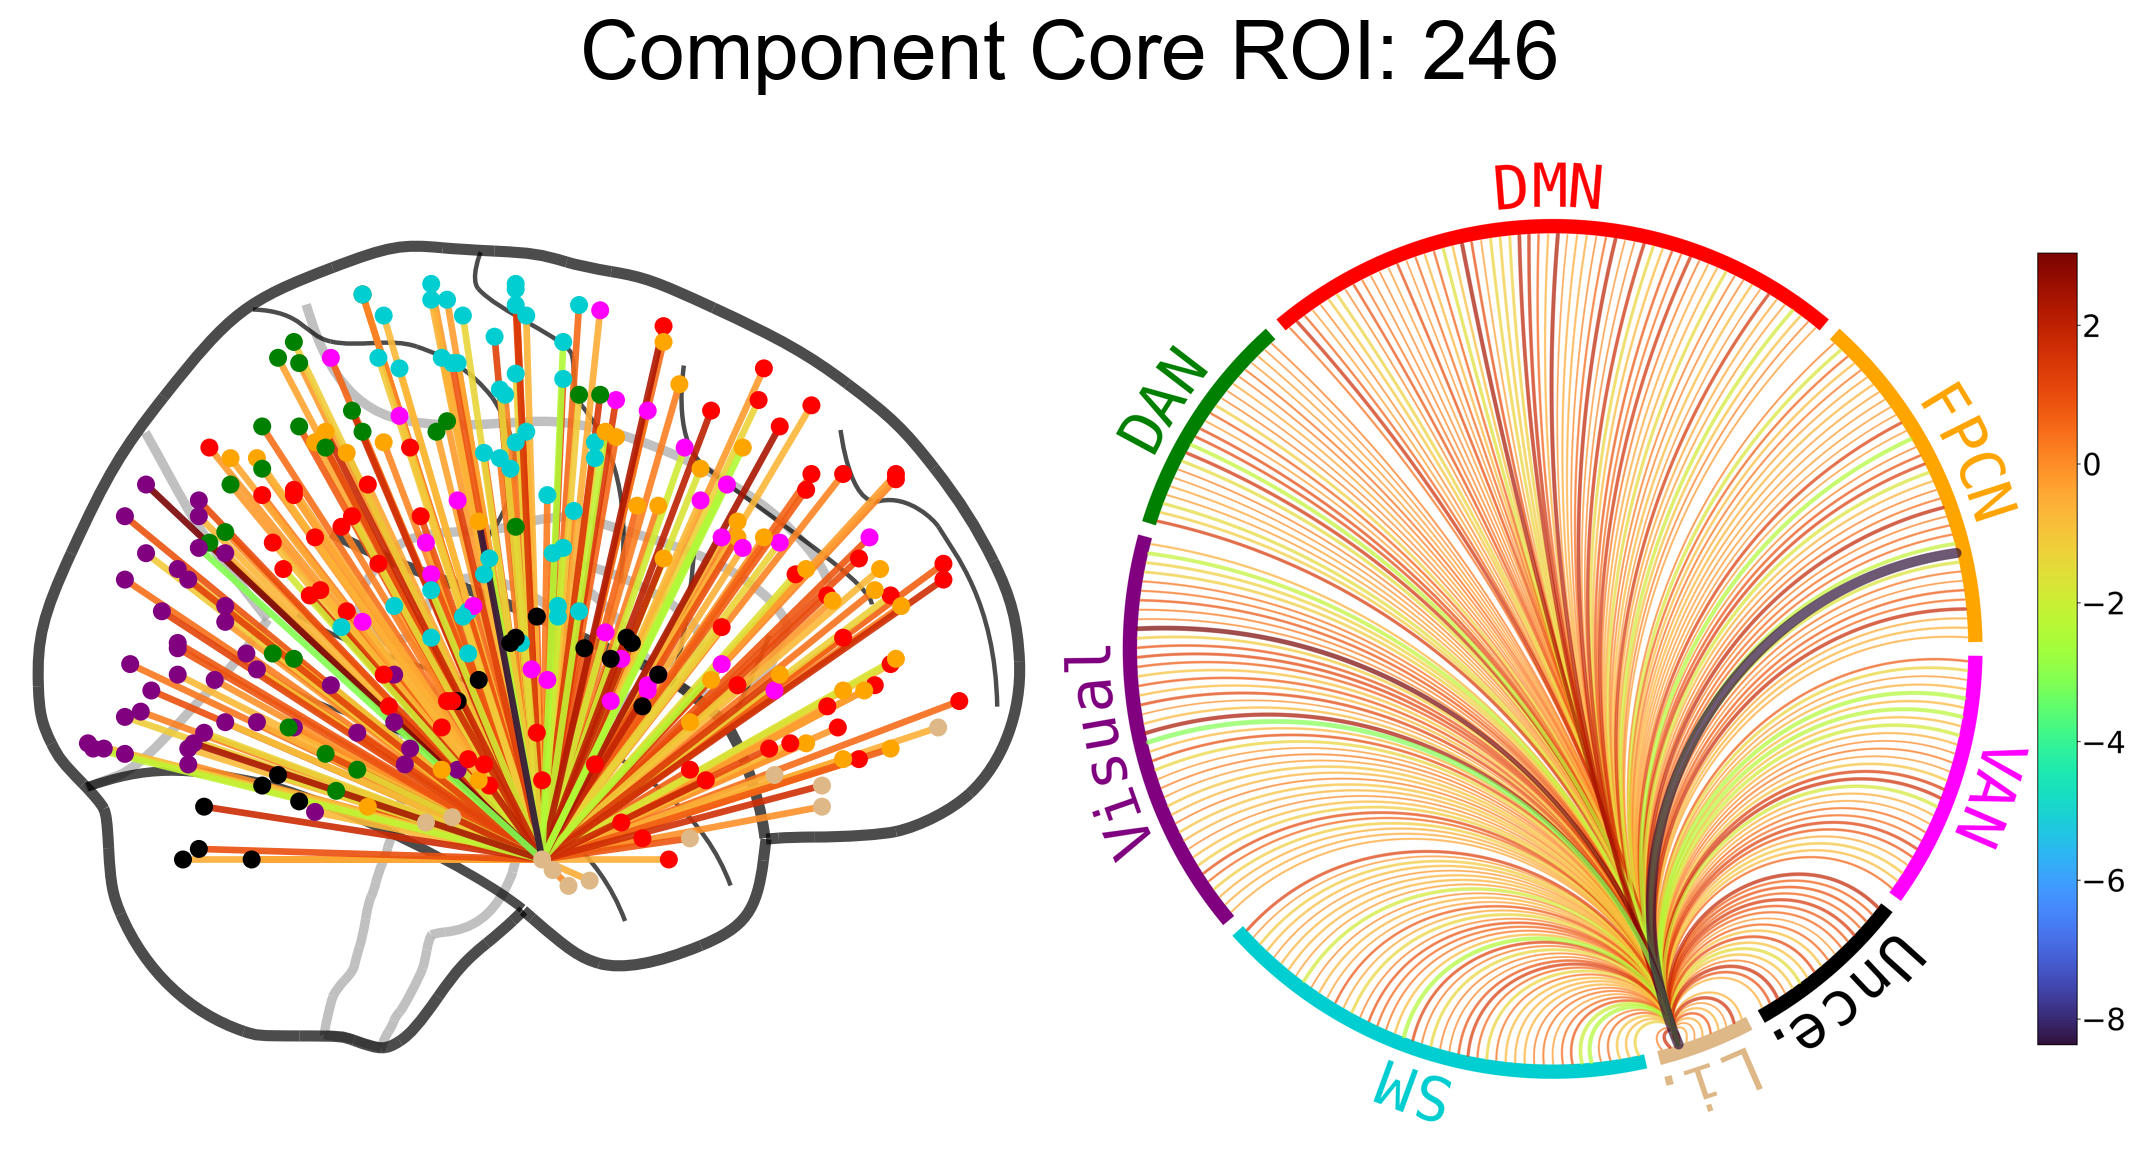 Component Core ROI: 246
DMN
FPCN
DAN
VAN
Visual
Unce.
Li.
SM
2
0
−2
−4
−6
−8